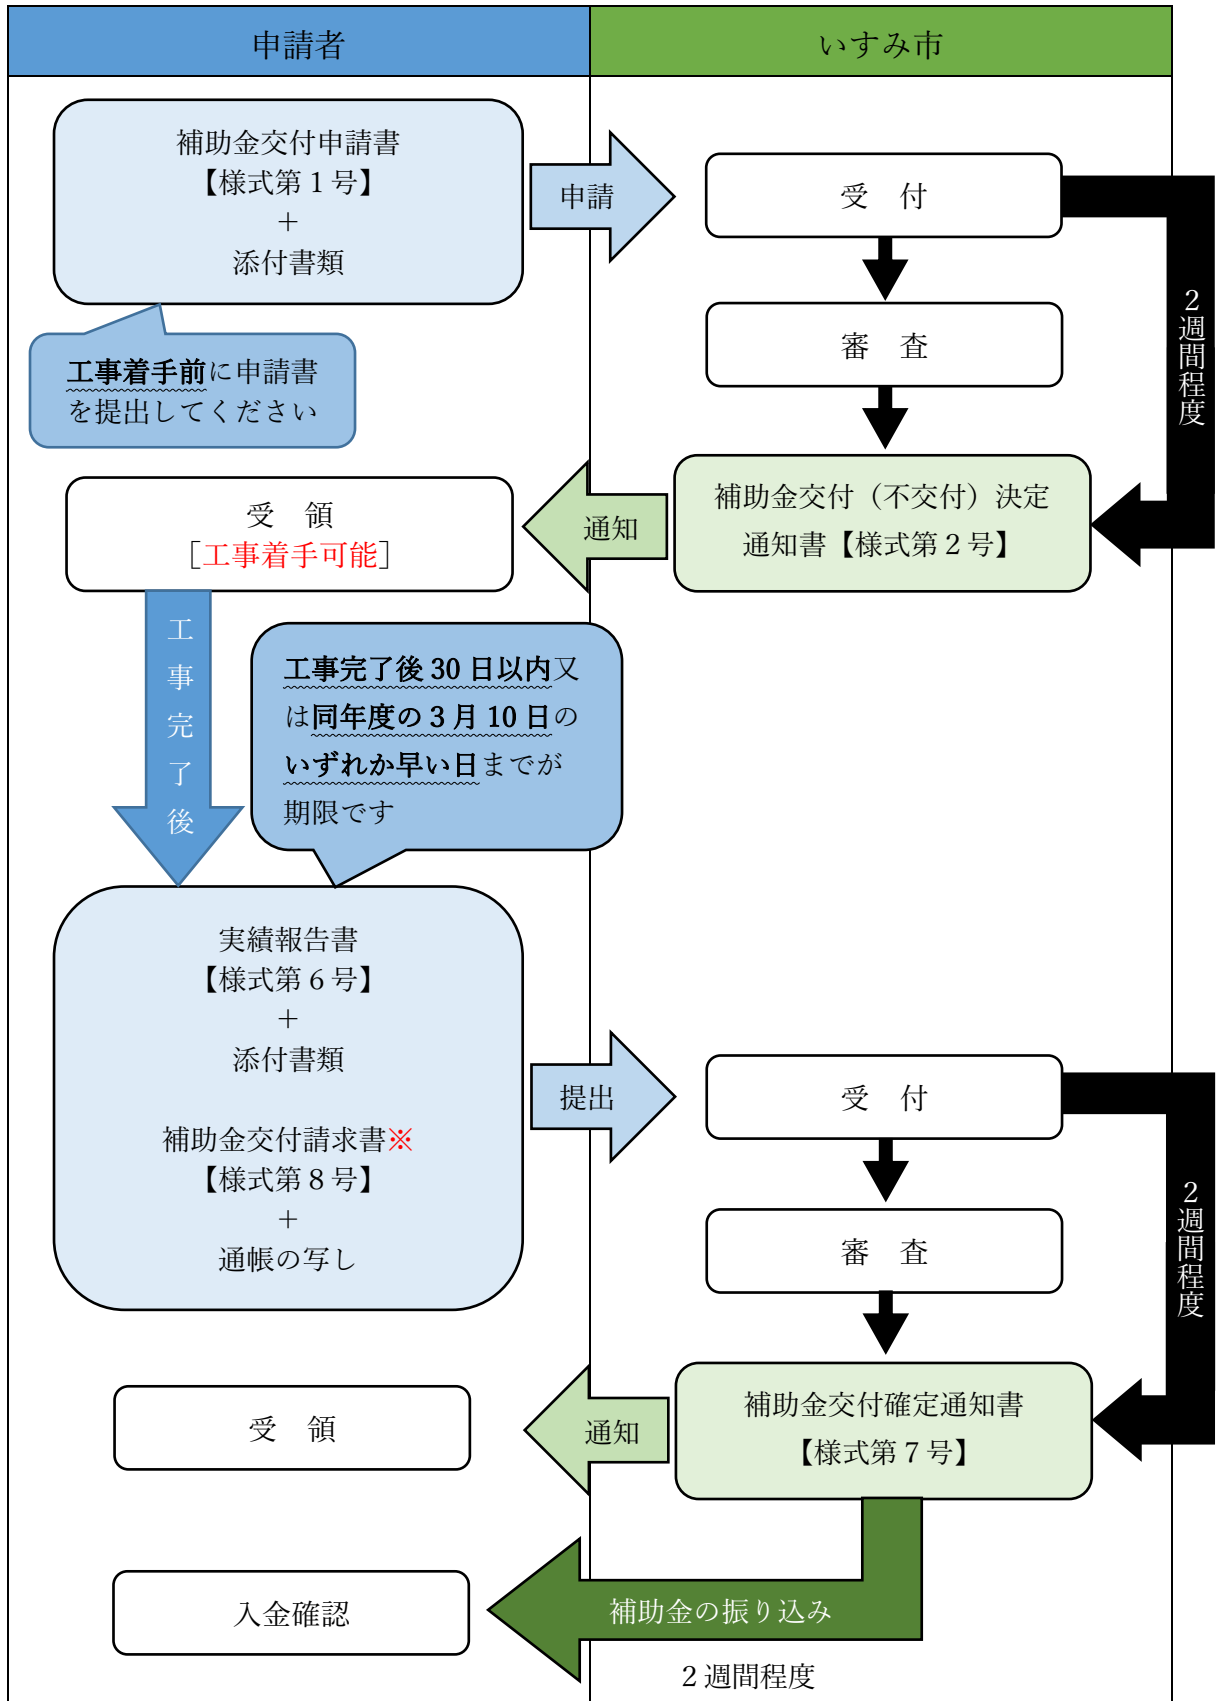 申請者
いすみ市
補助金交付申請書
【様式第１号】
＋
添付書類
申請
受　付
２週間程度
審　査
工事着手前に申請書
を提出してください
補助金交付（不交付）決定
通知書【様式第２号】
通知
受　領
［工事着手可能］
工事完了後
工事完了後 30 日以内又
は同年度の 3 月 10 日の
いずれか早い日までが
期限です
実績報告書
【様式第６号】
＋
添付書類
補助金交付請求書※
【様式第８号】
＋
通帳の写し
提出
受　付
２週間程度
審　査
補助金交付確定通知書
【様式第７号】
通知
受　領
補助金の振り込み
入金確認
２週間程度